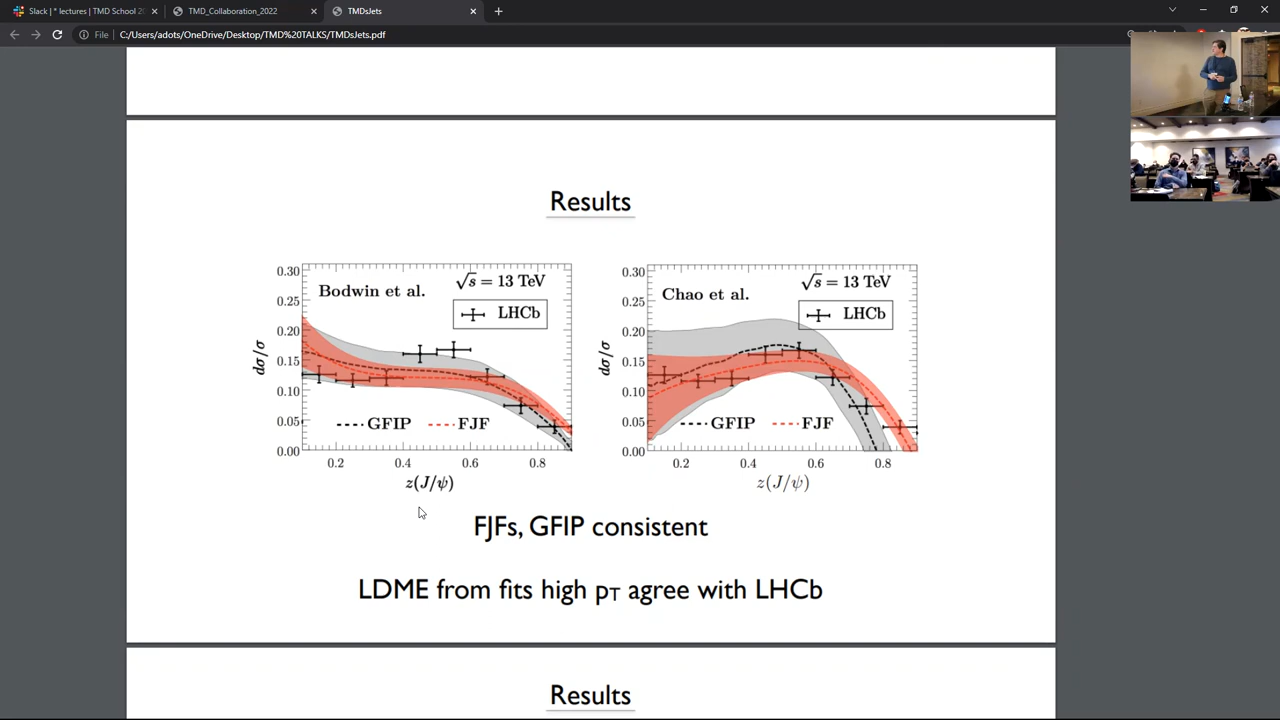 Slack | * lectures | TMD School 20
TMD_Collaboration_2022
TMDsJets
File
C:/Users/adots/OneDrive/Desktop/TMD%20TALKS/TMDsJets.pdf
Results
0.30
0.25
0.20
0.15
0.10
0.05
0.00
dσ/σ
Bodwin et al.
√s = 13 TeV
LHCb
GFIP
FJF
0.2
0.4
0.6
0.8
z(J/ψ)
0.30
0.25
0.20
0.15
0.10
0.05
0.00
dσ/σ
Chao et al.
√s = 13 TeV
LHCb
GFIP
FJF
0.2
0.4
0.6
0.8
z(J/ψ)
FJFs, GFIP consistent
LDME from fits high pT agree with LHCb
Results